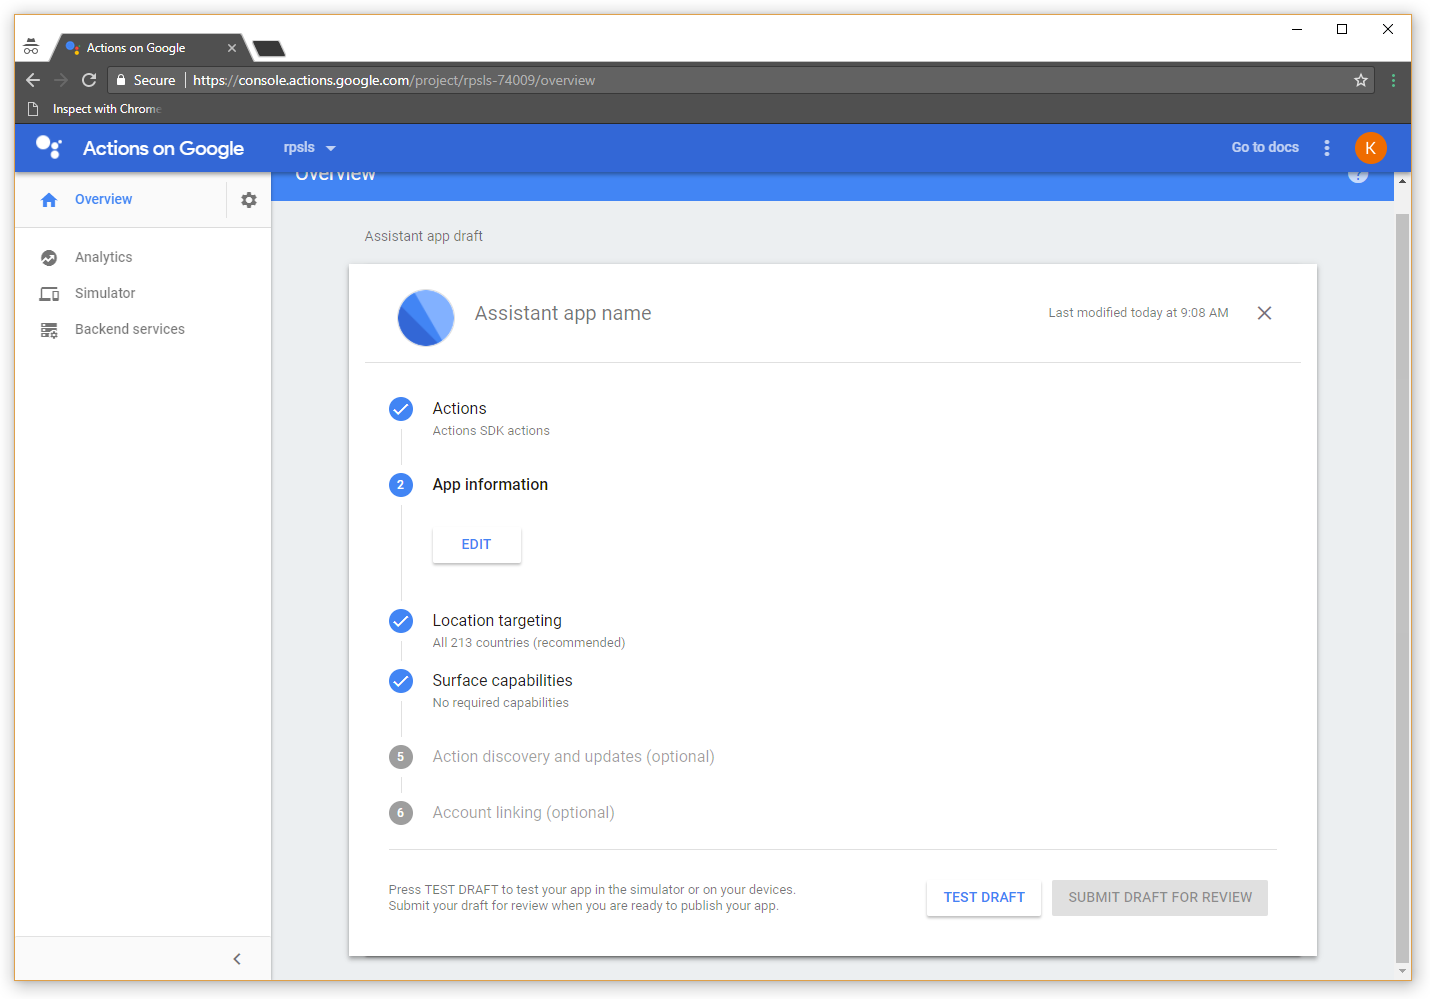 Actions on Google
Secure https://console.actions.google.com/project/rpsls-74009/overview
Inspect with Chrome
Actions on Google rpsls Go to docs K
Overview Overview ?
Analytics
Simulator
Backend services
Assistant app draft
Assistant app name Last modified today at 9:08 AM
Actions
Actions SDK actions
2 App information
EDIT
Location targeting
All 213 countries (recommended)
Surface capabilities
No required capabilities
5 Action discovery and updates (optional)
6 Account linking (optional)
Press TEST DRAFT to test your app in the simulator or on your devices.
Submit your draft for review when you are ready to publish your app.
TEST DRAFT SUBMIT DRAFT FOR REVIEW